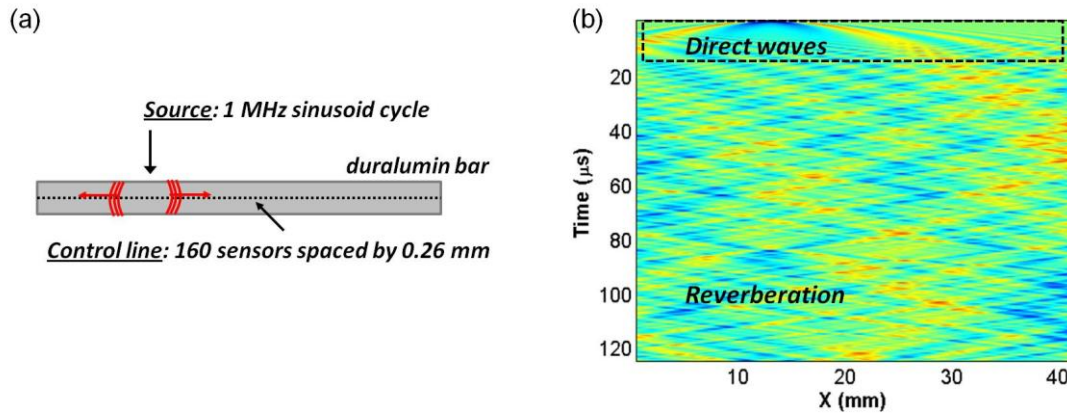 (a)
Source: 1 MHz sinusoid cycle
duralumin bar
Control line: 160 sensors spaced by 0.26 mm
(b)
Direct waves
Reverberation
Time (μs)
20
40
60
80
100
120
10
20
30
40
X (mm)